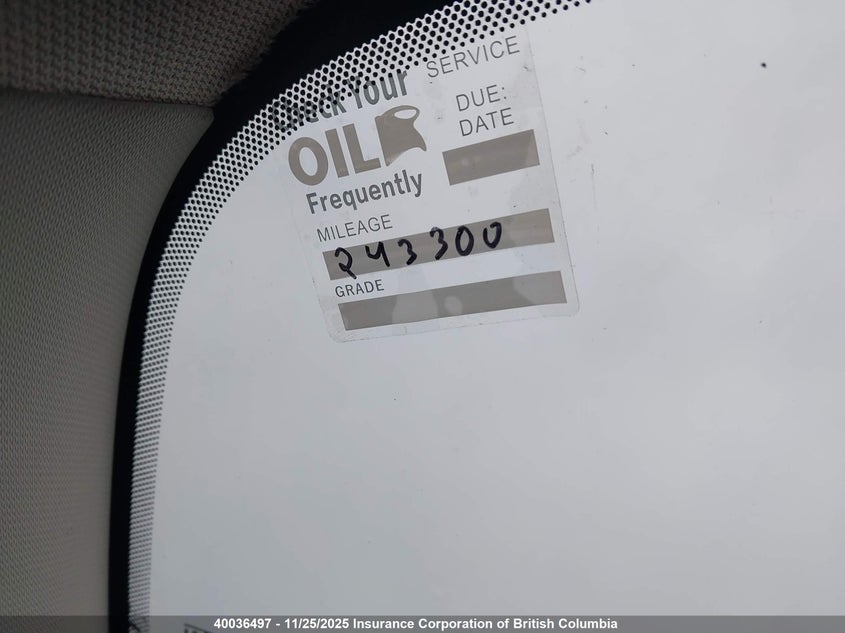 Check Your
OIL
Frequently
SERVICE
DUE:
DATE
MILEAGE
243300
GRADE
40036497 - 11/25/2025 Insurance Corporation of British Columbia